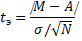 tэ = /M − A/ / σ/√N